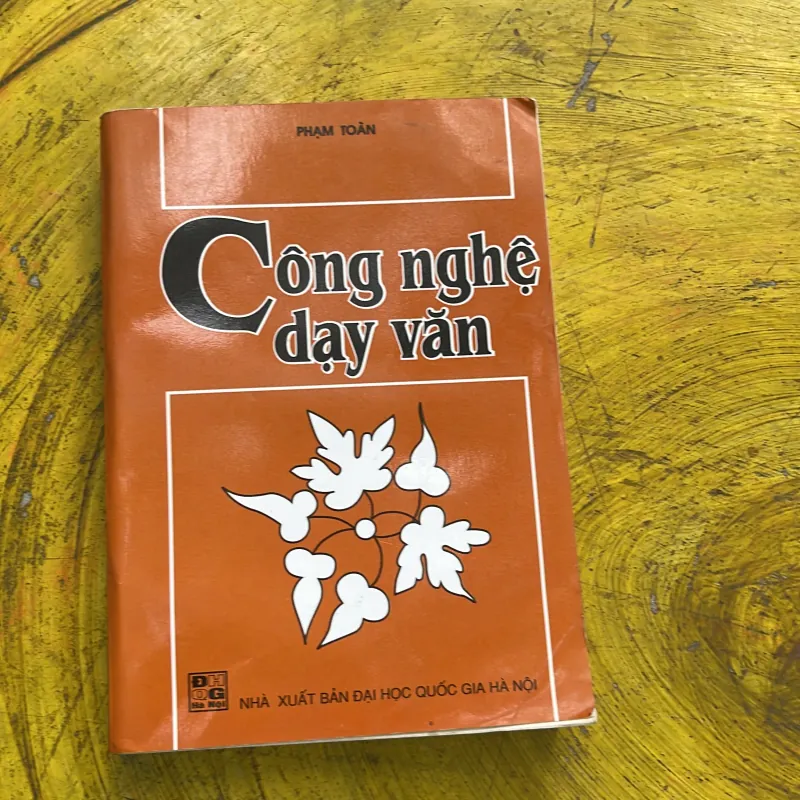 PHẠM TOÀN
Công nghệ
dạy văn
ĐH
QG
Hà Nội
NHÀ XUẤT BẢN ĐẠI HỌC QUỐC GIA HÀ NỘI